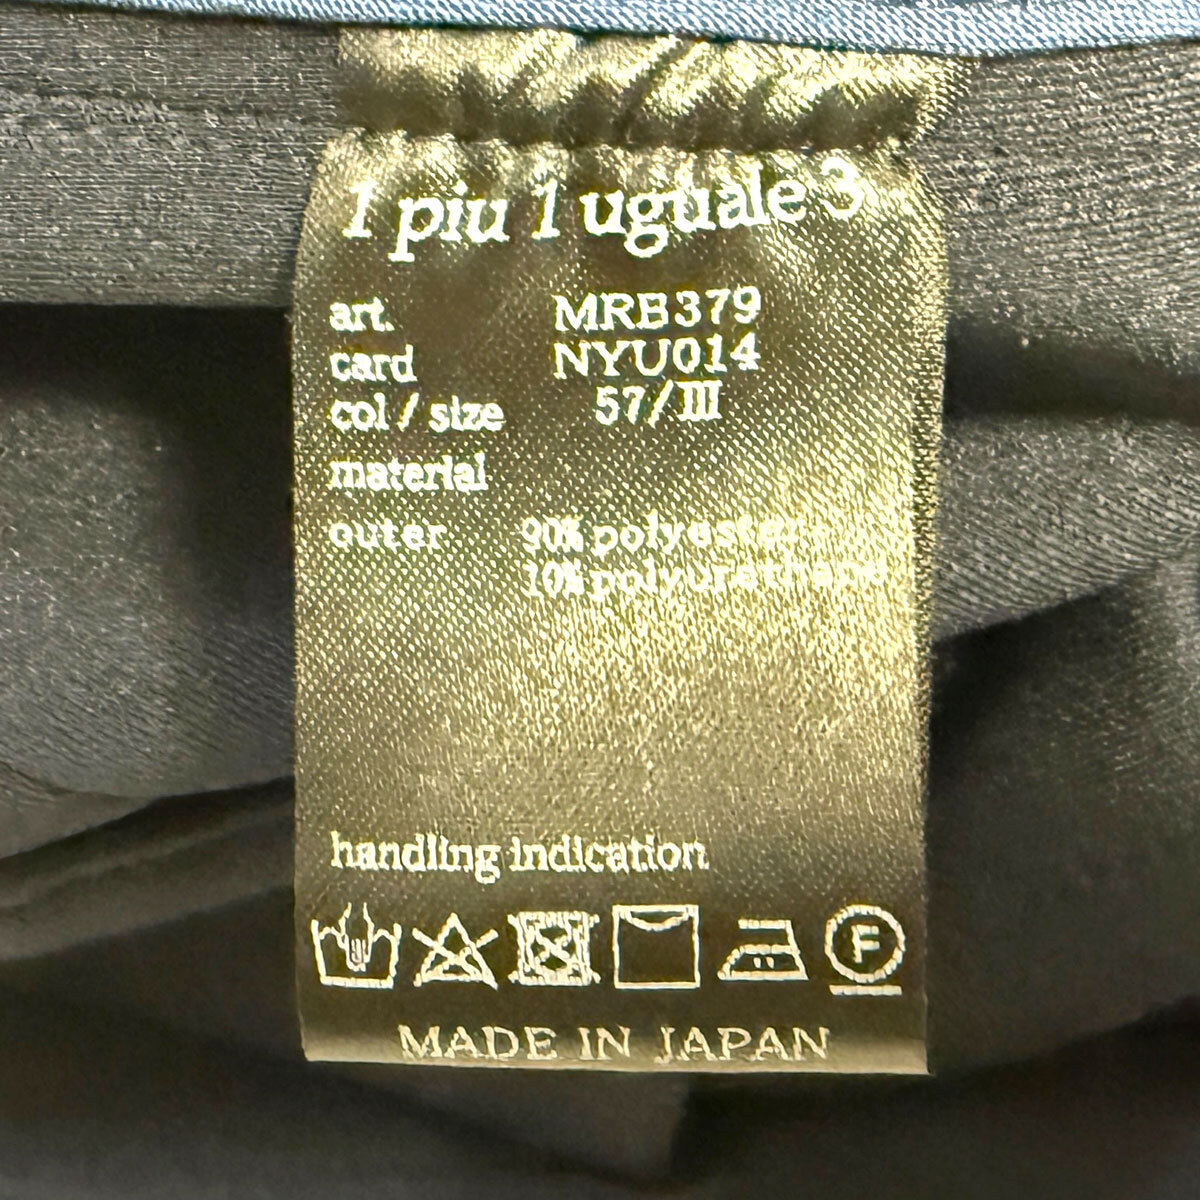 1 piu 1 uguale 3
art. MRB379
card NYU014
col / size 57/III
material
outer 90% polyester
10% polyurethane
handling indication
F
MADE IN JAPAN